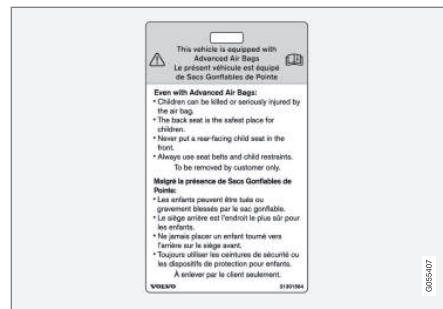 This vehicle is equipped with
Advanced Air Bags
Le présent véhicule est équipé
de Sacs Gonflables de Pointe
Even with Advanced Air Bags:
• Children can be killed or seriously injured by
the air bag.
• The back seat is the safest place for
children.
• Never put a rear-facing child seat in the
front.
• Always use seat belts and child restraints.
To be removed by customer only.
Malgré la présence de Sacs Gonflables de
Pointe:
• Les enfants peuvent être tués ou
gravement blessés par le sac gonflable.
• Le siège arrière est l'endroit le plus sûr pour
les enfants.
• Ne jamais placer un enfant tourné vers
l'arrière sur le siège avant.
• Toujours utiliser les ceintures de sécurité ou
les dispositifs de protection pour enfants.
À enlever par le client seulement.
VOLVO 31301564
G055407